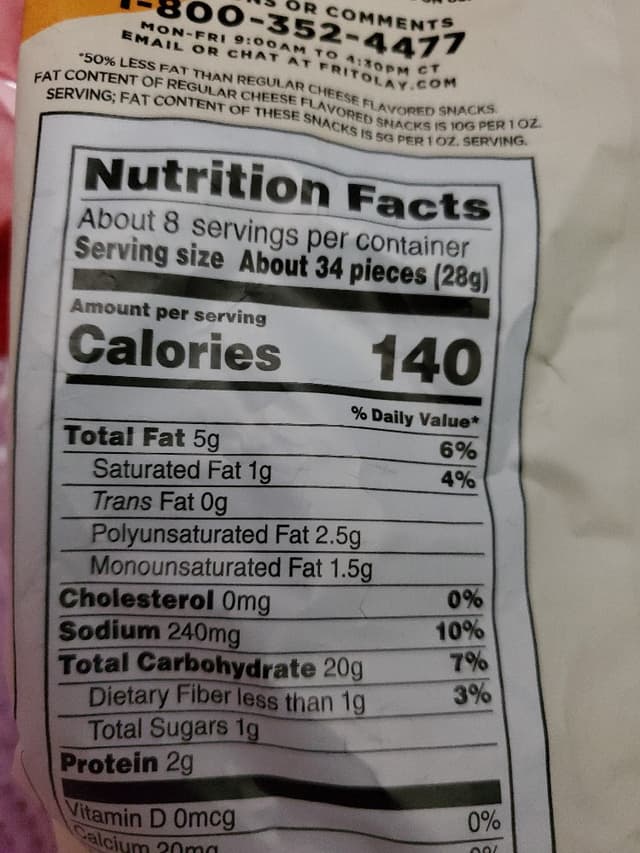 OR COMMENTS
1-800-352-4477
MON-FRI 9:00AM TO 4:30PM CT
EMAIL OR CHAT AT FRITOLAY.COM
*50% LESS FAT THAN REGULAR CHEESE FLAVORED SNACKS.
FAT CONTENT OF REGULAR CHEESE FLAVORED SNACKS IS 10G PER 1 OZ.
SERVING; FAT CONTENT OF THESE SNACKS IS 5G PER 1 OZ. SERVING.
Nutrition Facts
About 8 servings per container
Serving size About 34 pieces (28g)
Amount per serving
Calories 140
% Daily Value*
Total Fat 5g 6%
Saturated Fat 1g 4%
Trans Fat 0g
Polyunsaturated Fat 2.5g
Monounsaturated Fat 1.5g
Cholesterol 0mg 0%
Sodium 240mg 10%
Total Carbohydrate 20g 7%
Dietary Fiber less than 1g 3%
Total Sugars 1g
Protein 2g
Vitamin D 0mcg 0%
Calcium 20mg 0%